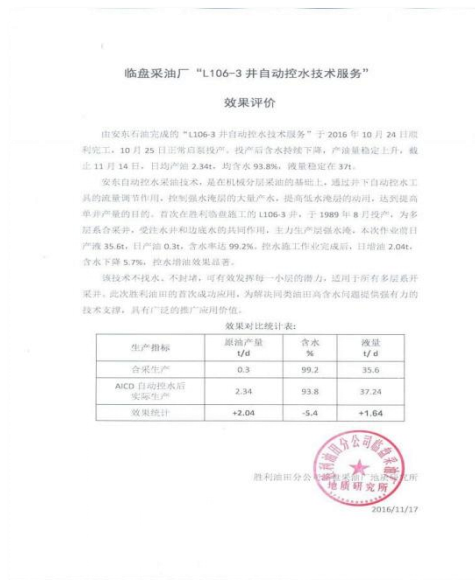 临盘采油厂“L106-3 井自动控水技术服务”
效果评价
由安东石油完成的“L106-3 井自动控水技术服务”于 2016 年 10 月 24 日顺
利完工，10 月 25 日正常启泵投产。投产后含水持续下降，产油量稳定上升，截
止 11 月 14 日，日均产油 2.34t，均含水 93.8%，液量稳定在 37t。
安东自动控水采油技术，是在机械分层采油的基础上，通过井下自动控水工
具的流量调节作用，控制强水淹层的大量产水，提高低水淹层的动用，达到提高
单井产量的目的。首次在胜利临盘施工的 L106-3 井，于 1989 年 8 月投产，为多
层系合采井，受注水井和边底水的共同作用，主力生产层强水淹，本次作业前日
产液 35.6t，日产油 0.3t，含水率达 99.2%。控水施工作业完成后，日增油 2.04t，
含水下降 5.7%，控水增油效果显著。
该技术不找水、不封堵，可有效发挥每一小层的潜力，适用于所有多层系开
采井。此次胜利油田的首次成功应用，为解决同类油田高含水问题提供强有力的
技术支撑，具有广泛的推广应用价值。
效果对比统计表：
生产指标 原油产量 t/d 含水 % 液量 t/d
合采生产 0.3 99.2 35.6
AICD 自动控水后实际生产 2.34 93.8 37.24
效果统计 +2.04 -5.4 +1.64
胜利油田分公司临盘采油厂地质研究所
地质研究所
2016/11/17